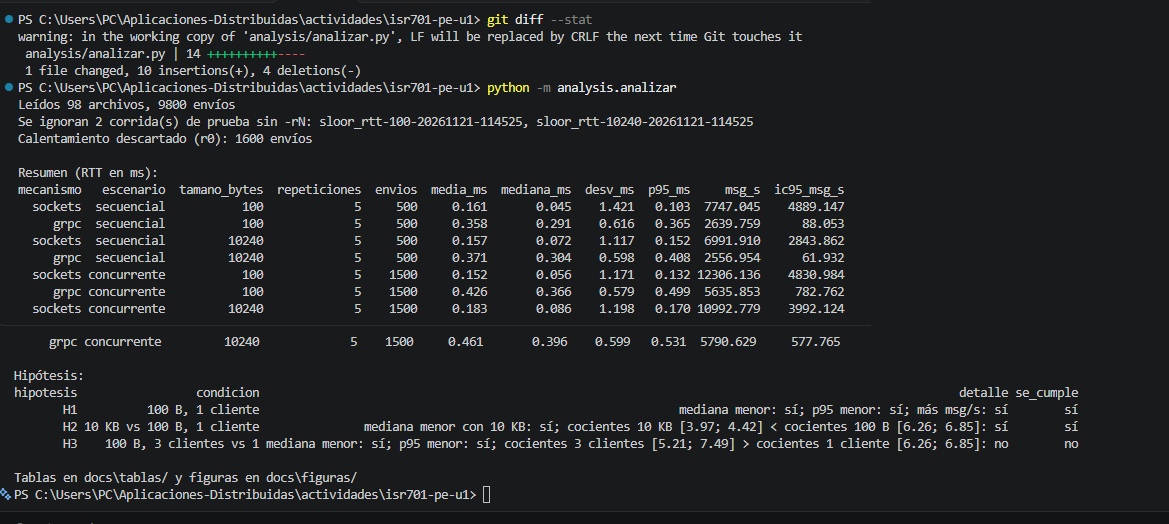 PS C:\Users\PC\Aplicaciones-Distribuidas\actividades\isr701-pe-u1> git diff --stat
warning: in the working copy of 'analysis/analizar.py', LF will be replaced by CRLF the next time Git touches it
analysis/analizar.py | 14 ++++++++++----
1 file changed, 10 insertions(+), 4 deletions(-)
PS C:\Users\PC\Aplicaciones-Distribuidas\actividades\isr701-pe-u1> python -m analysis.analizar
Leídos 98 archivos, 9800 envíos
Se ignoran 2 corrida(s) de prueba sin -rN: sloor_rtt-100-20261121-114525, sloor_rtt-10240-20261121-114525
Calentamiento descartado (r0): 1600 envíos
Resumen (RTT en ms):
mecanismo escenario tamano_bytes repeticiones envios media_ms mediana_ms desv_ms p95_ms msg_s ic95_msg_s
sockets secuencial 100 5 500 0.161 0.045 1.421 0.103 7747.045 4889.147
grpc secuencial 100 5 500 0.358 0.291 0.616 0.365 2639.759 88.053
sockets secuencial 10240 5 500 0.157 0.072 1.117 0.152 6991.910 2843.862
grpc secuencial 10240 5 500 0.371 0.304 0.598 0.408 2556.954 61.932
sockets concurrente 100 5 1500 0.152 0.056 1.171 0.132 12306.136 4830.984
grpc concurrente 100 5 1500 0.426 0.366 0.579 0.499 5635.853 782.762
sockets concurrente 10240 5 1500 0.183 0.086 1.198 0.170 10992.779 3992.124
grpc concurrente 10240 5 1500 0.461 0.396 0.599 0.531 5790.629 577.765
Hipótesis:
hipotesis condicion detalle se_cumple
H1 100 B, 1 cliente mediana menor: sí; p95 menor: sí; más msg/s: sí sí
H2 10 KB vs 100 B, 1 cliente mediana menor con 10 KB: sí; cocientes 10 KB [3.97; 4.42] < cocientes 100 B [6.26; 6.85]: sí sí
H3 100 B, 3 clientes vs 1 mediana menor: sí; p95 menor: sí; cocientes 3 clientes [5.21; 7.49] > cocientes 1 cliente [6.26; 6.85]: no no
Tablas en docs\tablas/ y figuras en docs\figuras/
PS C:\Users\PC\Aplicaciones-Distribuidas\actividades\isr701-pe-u1>